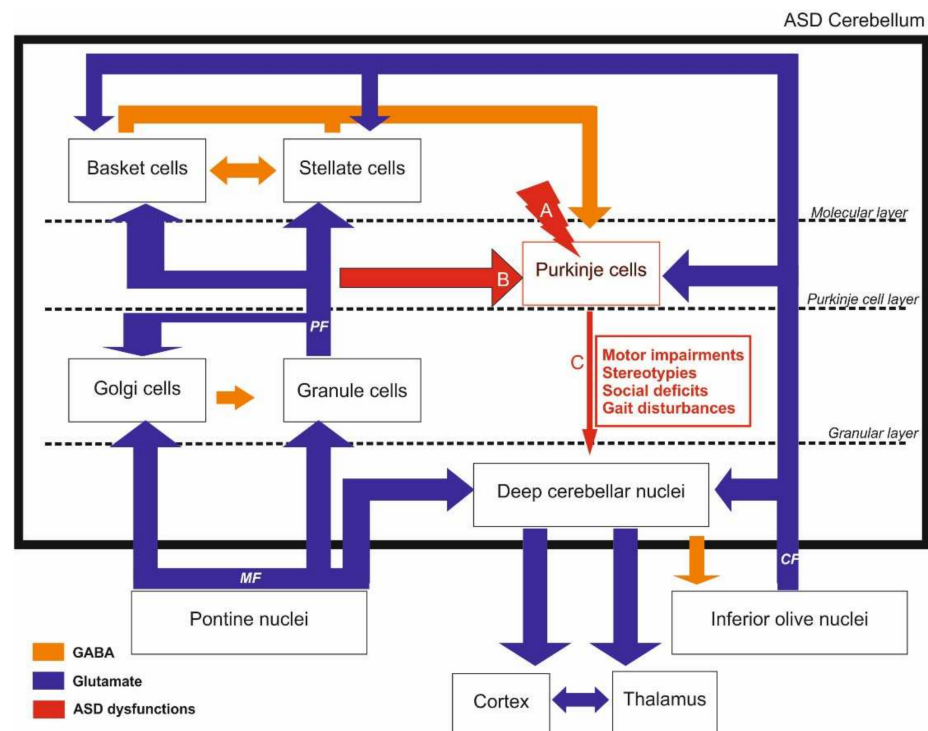 ASD Cerebellum
Basket cells
Stellate cells
A
Molecular layer
Purkinje cells
B
Purkinje cell layer
PF
C
Motor impairments
Stereotypies
Social deficits
Gait disturbances
Golgi cells
Granule cells
Granular layer
Deep cerebellar nuclei
MF
CF
Pontine nuclei
Inferior olive nuclei
GABA
Glutamate
ASD dysfunctions
Cortex
Thalamus